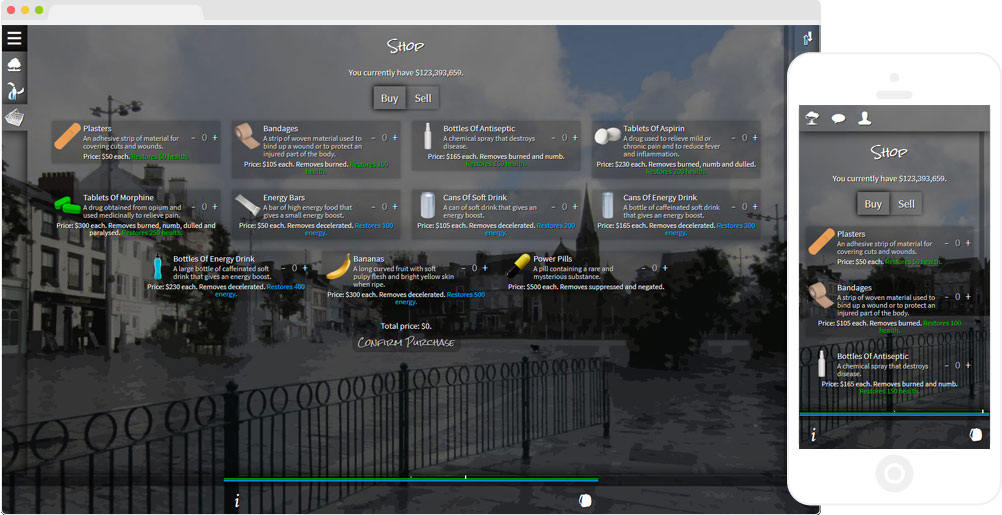 Shop
You currently have $123,393,659.
Buy Sell
Plasters
An adhesive strip of material for
covering cuts and wounds.
- 0 +
Price: $50 each. Restores 50 health.
Bandages
A strip of woven material used to
bind up a wound or to protect an
injured part of the body.
- 0 +
Price: $105 each. Removes burned. Restores 100
health.
Bottles Of Antiseptic
A chemical spray that destroys
disease.
- 0 +
Price: $165 each. Removes burned and numb.
Restores 150 health.
Tablets Of Aspirin
A drug used to relieve mild or
chronic pain and to reduce fever
and inflammation.
- 0 +
Price: $230 each. Removes burned, numb and dulled.
Restores 200 health.
Tablets Of Morphine
A drug obtained from opium and
used medicinally to relieve pain.
- 0 +
Price: $300 each. Removes burned, numb, dulled and
paralysed. Restores 250 health.
Energy Bars
A bar of high energy food that
gives a small energy boost.
- 0 +
Price: $50 each. Removes decelerated. Restores 100
energy.
Cans Of Soft Drink
A can of soft drink that gives an
energy boost.
- 0 +
Price: $105 each. Removes decelerated. Restores 200
energy.
Cans Of Energy Drink
A bottle of caffeinated soft drink
that gives an energy boost.
- 0 +
Price: $165 each. Removes decelerated. Restores 300
energy.
Bottles Of Energy Drink
A large bottle of caffeinated soft
drink that gives an energy boost.
- 0 +
Price: $230 each. Removes decelerated. Restores 400
energy.
Bananas
A long curved fruit with soft
pulpy flesh and bright yellow skin
when ripe.
- 0 +
Price: $300 each. Removes decelerated. Restores 500
energy.
Power Pills
A pill containing a rare and
mysterious substance.
- 0 +
Price: $500 each. Removes suppressed and negated.
Total price: $0.
Confirm Purchase
i
Shop
You currently have $123,393,659.
Buy Sell
Plasters
An adhesive strip of material for
covering cuts and wounds.
- 0 +
Price: $50 each. Restores 50 health.
Bandages
A strip of woven material used to
bind up a wound or to protect an
injured part of the body.
- 0 +
Price: $105 each. Removes burned. Restores 100
health.
Bottles Of Antiseptic
A chemical spray that destroys
disease.
- 0 +
Price: $165 each. Removes burned and numb.
Restores 150 health.
i